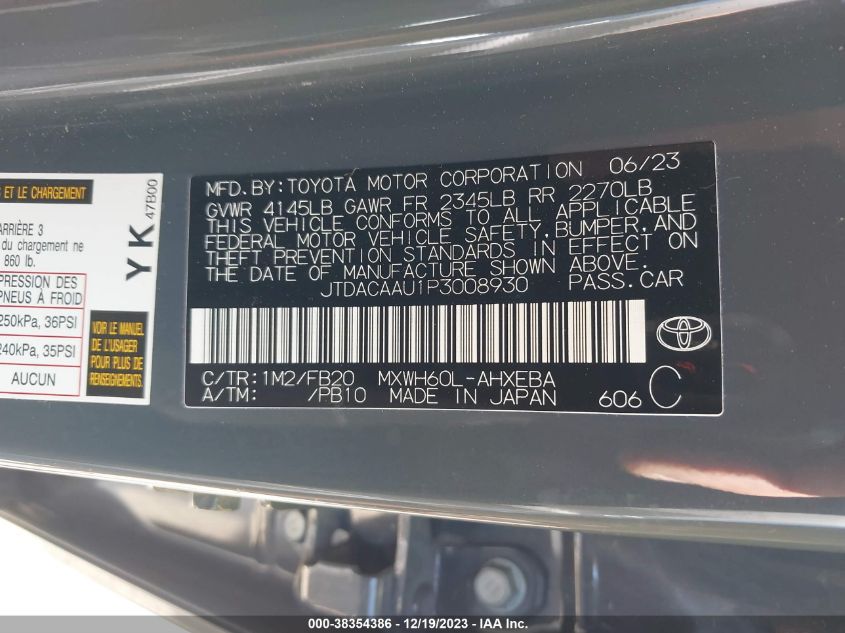 S ET LE CHARGEMENT
ARRIÈRE 3
du chargement ne
860 lb.
PRESSION DES
PNEUS À FROID
250kPa, 36PSI
240kPa, 35PSI
AUCUN
YK
47B00
VOIR LE MANUEL
DE L'USAGER
POUR PLUS DE
RENSEIGNEMENTS
MFD. BY: TOYOTA MOTOR CORPORATION 06/23
GVWR 4145LB GAWR FR 2345LB RR 2270LB
THIS VEHICLE CONFORMS TO ALL APPLICABLE
FEDERAL MOTOR VEHICLE SAFETY, BUMPER, AND
THEFT PREVENTION STANDARDS IN EFFECT ON
THE DATE OF MANUFACTURE SHOWN ABOVE.
JTDACAAU1P3008930 PASS.CAR
C/TR: 1M2/FB20 MXWH60L-AHXEBA
A/TM: /PB10 MADE IN JAPAN 606 C
000-38354386 - 12/19/2023 - IAA Inc.